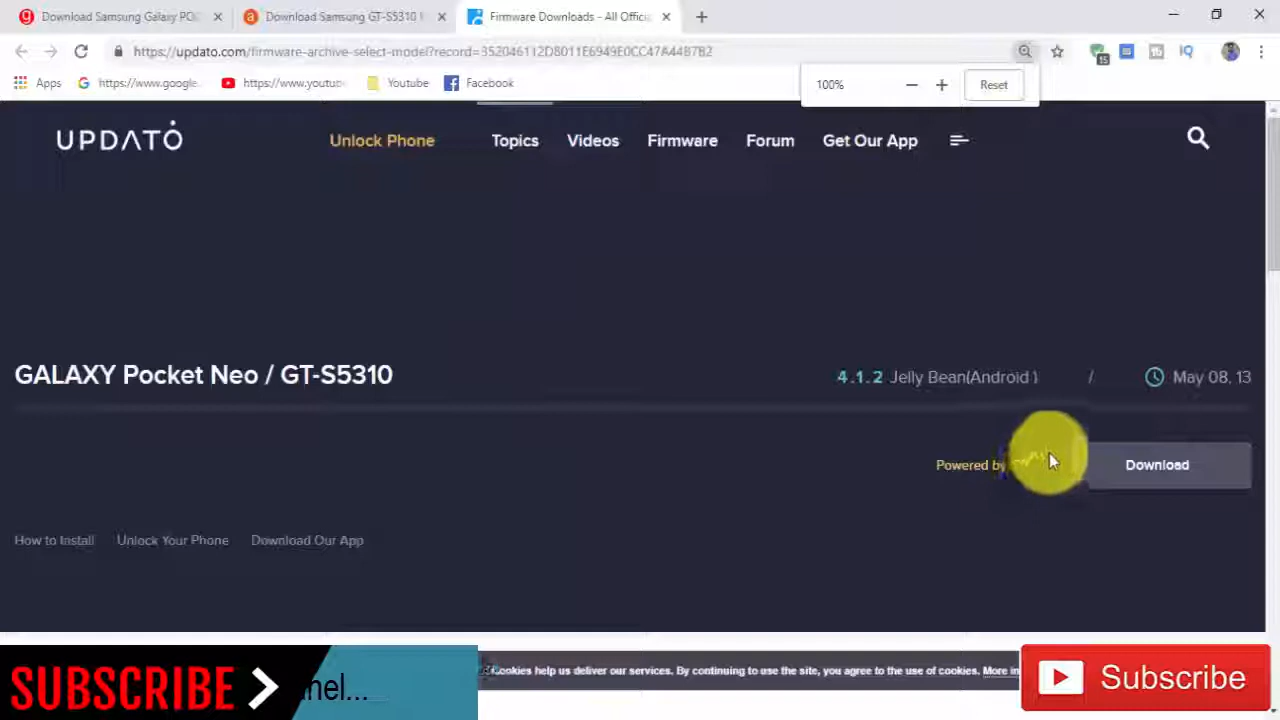 Download Samsung Galaxy PO
Download Samsung GT-S5310
Firmware Downloads - All Offici
https://updato.com/firmware-archive-select-model?record=352046112D8011E6949E0CC47A44B7B2
15
Apps
https://www.google
https://www.youtub
Youtube
Facebook
100%
Reset
UPDATO
Unlock Phone
Topics
Videos
Firmware
Forum
Get Our App
GALAXY Pocket Neo / GT-S5310
4.1.2 Jelly Bean(Android ) / May 08, 13
Powered by
Download
How to Install
Unlock Your Phone
Download Our App
Cookies help us deliver our services. By continuing to use the site, you agree to the use of cookies. More in
SUBSCRIBE
nel...
Subscribe